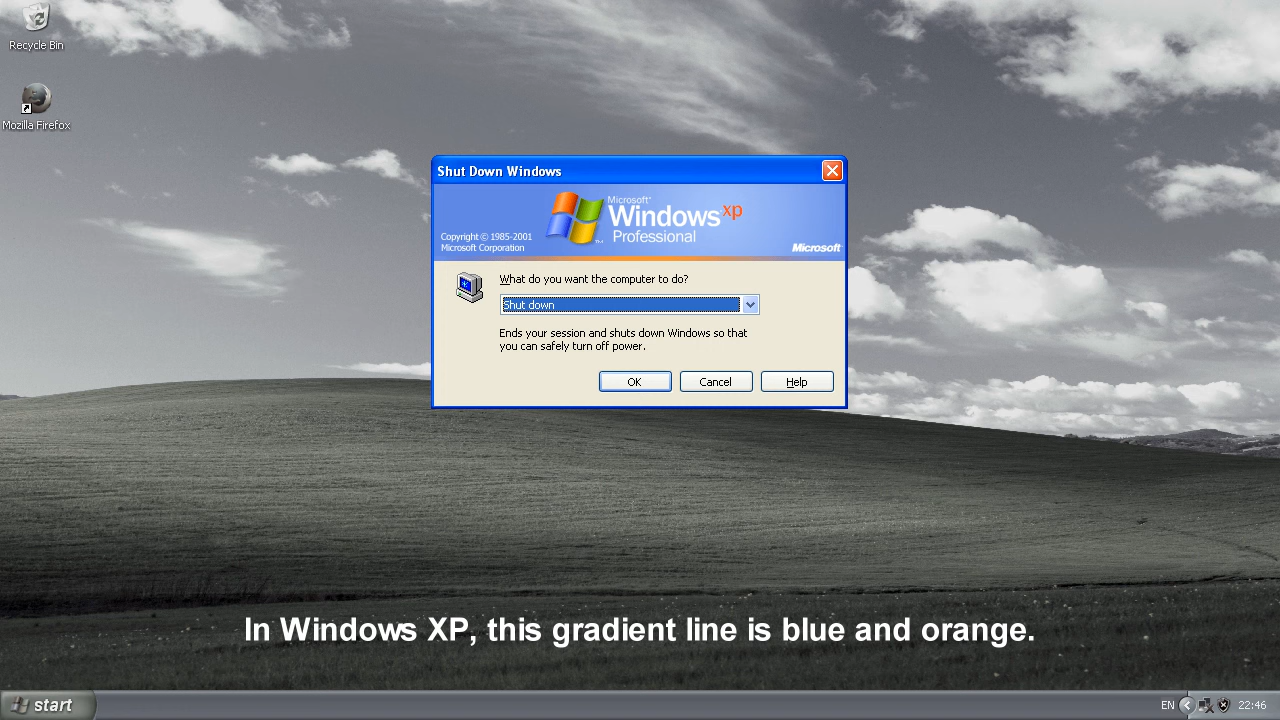 Recycle Bin
Mozilla Firefox
Shut Down Windows
Microsoft®
Windows xp
Professional
Copyright © 1985-2001
Microsoft Corporation
Microsoft
What do you want the computer to do?
Shut down
Ends your session and shuts down Windows so that
you can safely turn off power.
OK Cancel Help
In Windows XP, this gradient line is blue and orange.
start EN 22:46